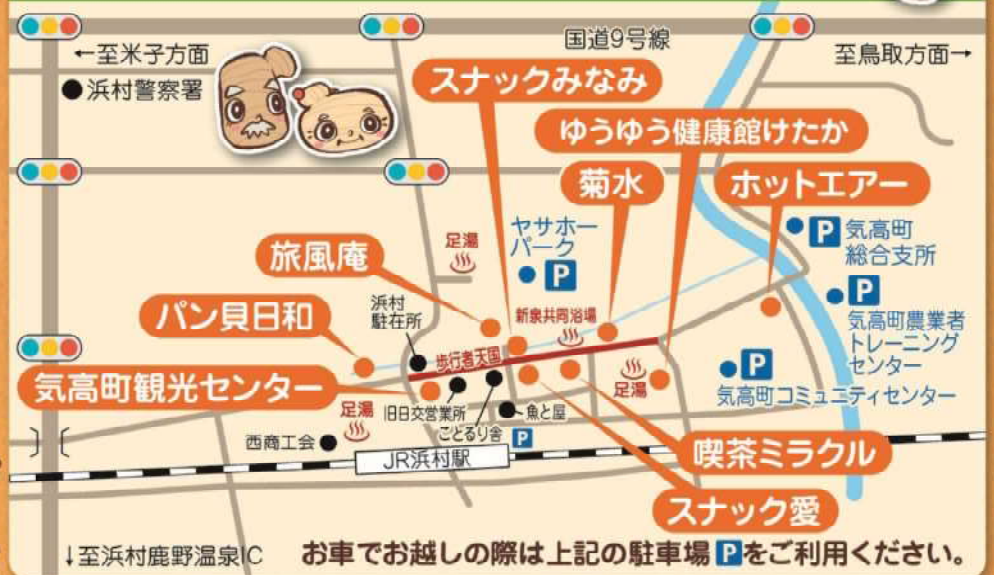 国道9号線
←至米子方面
至鳥取方面→
浜村警察署
スナックみなみ
ゆうゆう健康館けたか
菊水
ホットエアー
ヤサホー
パーク
P
P 気高町
総合支所
足湯
旅風庵
P
気高町農業者
トレーニング
センター
浜村
駐在所
パン貝日和
新泉共同浴場
歩行者天国
気高町観光センター
足湯
P
気高町コミュニティセンター
足湯
旧日交営業所
魚と屋
ことるり舎
P
西商工会
JR浜村駅
喫茶ミラクル
スナック愛
↓至浜村鹿野温泉IC
お車でお越しの際は上記の駐車場Pをご利用ください。